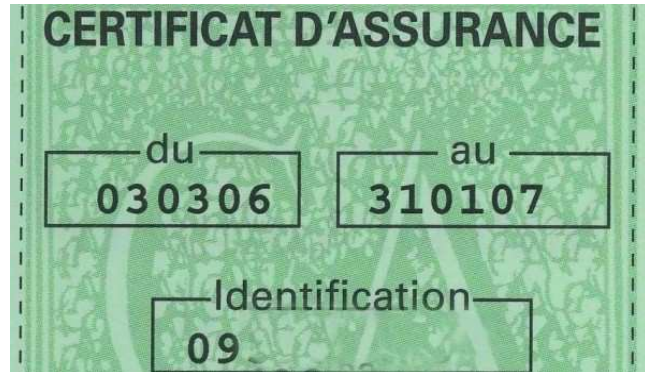 CERTIFICAT D'ASSURANCE
du au
030306 310107
Identification
09